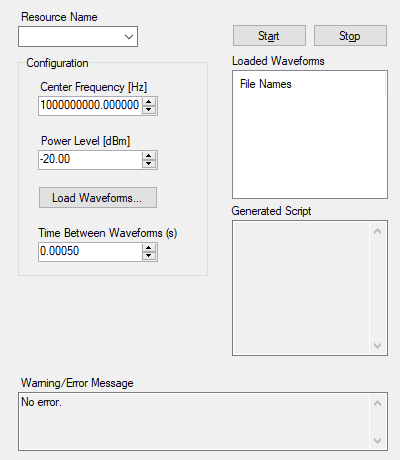 Resource Name
Start
Stop
Configuration
Loaded Waveforms
File Names
Center Frequency [Hz]
1000000000.000000
Power Level [dBm]
-20.00
Load Waveforms...
Generated Script
Time Between Waveforms (s)
0.00050
Warning/Error Message
No error.